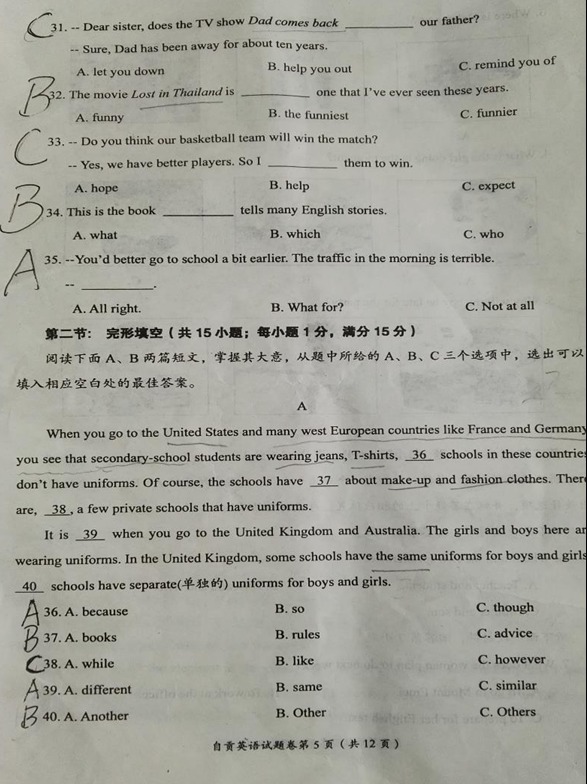 C 31. -- Dear sister, does the TV show Dad comes back __________ our father?
-- Sure, Dad has been away for about ten years.
A. let you down B. help you out C. remind you of
B 32. The movie Lost in Thailand is __________ one that I've ever seen these years.
A. funny B. the funniest C. funnier
C 33. -- Do you think our basketball team will win the match?
-- Yes, we have better players. So I __________ them to win.
A. hope B. help C. expect
B 34. This is the book __________ tells many English stories.
A. what B. which C. who
A 35. --You'd better go to school a bit earlier. The traffic in the morning is terrible.
-- __________.
A. All right. B. What for? C. Not at all
第二节: 完形填空（共 15 小题; 每小题 1 分, 满分 15 分）
阅读下面 A、B 两篇短文, 掌握其大意, 从题中所给的 A、B、C 三个选项中, 选出可以
填入相应空白处的最佳答案。
A
When you go to the United States and many west European countries like France and Germany
you see that secondary-school students are wearing jeans, T-shirts, 36 schools in these countries
don't have uniforms. Of course, the schools have 37 about make-up and fashion clothes. There
are, 38 , a few private schools that have uniforms.
It is 39 when you go to the United Kingdom and Australia. The girls and boys here ar
wearing uniforms. In the United Kingdom, some schools have the same uniforms for boys and girls
40 schools have separate(单独的) uniforms for boys and girls.
A 36. A. because B. so C. though
B 37. A. books B. rules C. advice
C 38. A. while B. like C. however
A 39. A. different B. same C. similar
B 40. A. Another B. Other C. Others
自贡英语试题卷第 5 页（共 12 页）